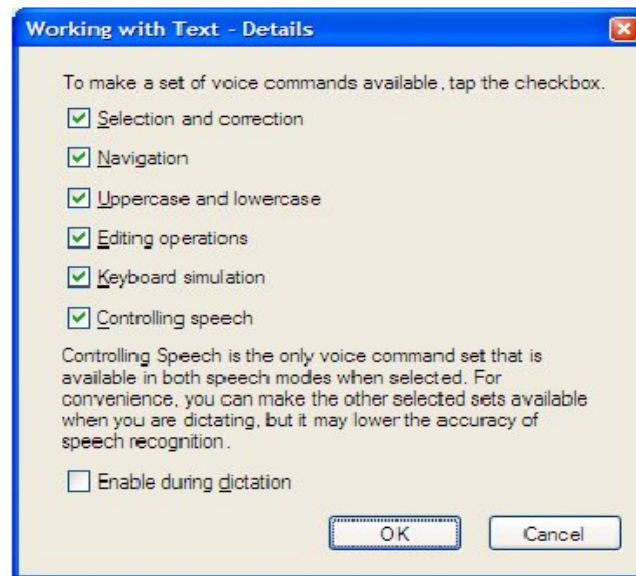 Working with Text - Details
To make a set of voice commands available, tap the checkbox.
Selection and correction
Navigation
Uppercase and lowercase
Editing operations
Keyboard simulation
Controlling speech
Controlling Speech is the only voice command set that is
available in both speech modes when selected. For
convenience, you can make the other selected sets available
when you are dictating, but it may lower the accuracy of
speech recognition.
Enable during dictation
OK Cancel